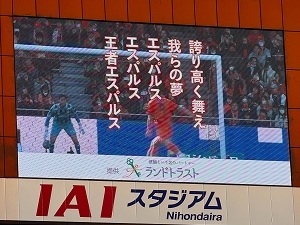 誇り高く舞え
我らの夢
エスパルス
エスパルス
王者エスパルス
提供
ランドトラスト
IAI スタジアム
Nihondaira